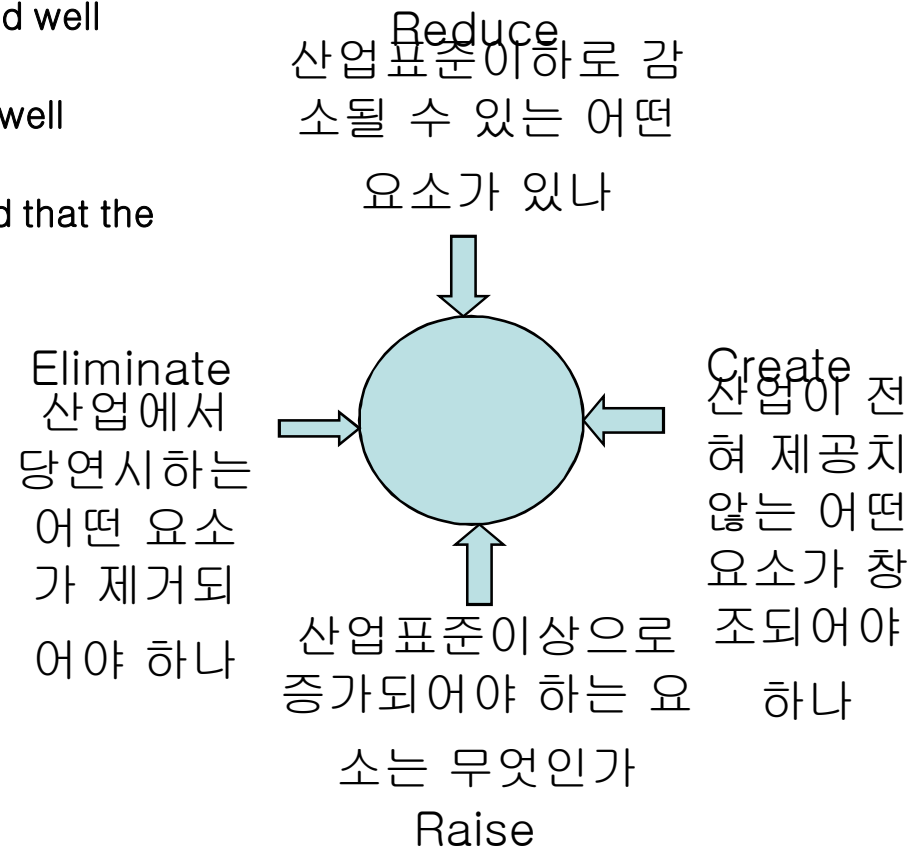 d well
well
d that the
Reduce
산업표준이하로 감
소될 수 있는 어떤
요소가 있나
Eliminate
산업에서
당연시하는
어떤 요소
가 제거되
어야 하나
Create
산업이 전
혀 제공치
않는 어떤
요소가 창
조되어야
하나
산업표준이상으로
증가되어야 하는 요
소는 무엇인가
Raise